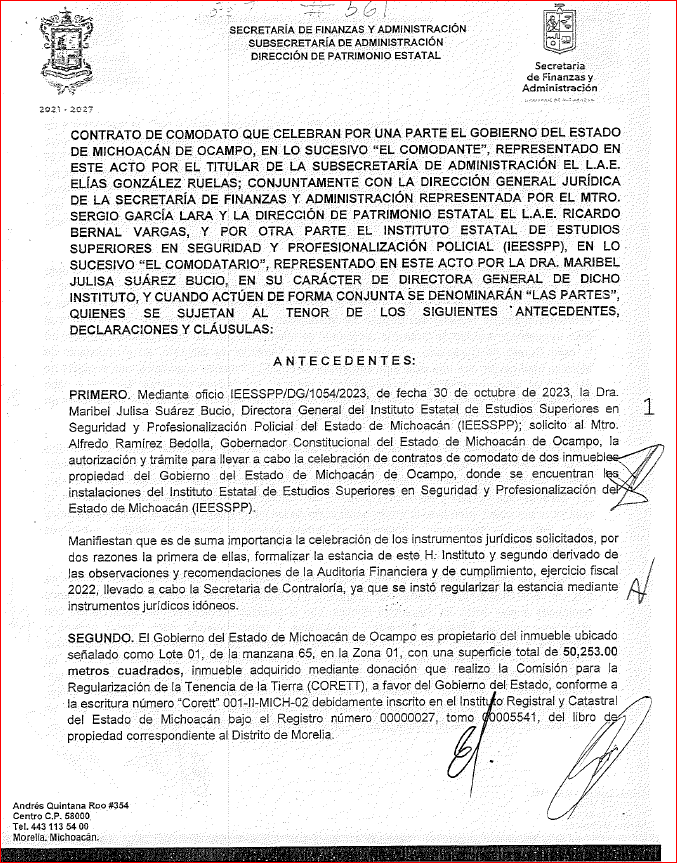 # 561
SECRETARÍA DE FINANZAS Y ADMINISTRACIÓN
SUBSECRETARÍA DE ADMINISTRACIÓN
DIRECCIÓN DE PATRIMONIO ESTATAL
Secretaría
de Finanzas y
Administración
2021 - 2027
CONTRATO DE COMODATO QUE CELEBRAN POR UNA PARTE EL GOBIERNO DEL ESTADO
DE MICHOACÁN DE OCAMPO, EN LO SUCESIVO “EL COMODANTE”, REPRESENTADO EN
ESTE ACTO POR EL TITULAR DE LA SUBSECRETARÍA DE ADMINISTRACIÓN EL L.A.E.
ELÍAS GONZÁLEZ RUELAS; CONJUNTAMENTE CON LA DIRECCIÓN GENERAL JURÍDICA
DE LA SECRETARÍA DE FINANZAS Y ADMINISTRACIÓN REPRESENTADA POR EL MTRO.
SERGIO GARCÍA LARA Y LA DIRECCIÓN DE PATRIMONIO ESTATAL EL L.A.E. RICARDO
BERNAL VARGAS, Y POR OTRA PARTE EL INSTITUTO ESTATAL DE ESTUDIOS
SUPERIORES EN SEGURIDAD Y PROFESIONALIZACIÓN POLICIAL (IEESSPP), EN LO
SUCESIVO “EL COMODATARIO”, REPRESENTADO EN ESTE ACTO POR LA DRA. MARIBEL
JULISA SUÁREZ BUCIO, EN SU CARÁCTER DE DIRECTORA GENERAL DE DICHO
INSTITUTO, Y CUANDO ACTÚEN DE FORMA CONJUNTA SE DENOMINARÁN “LAS PARTES”,
QUIENES SE SUJETAN AL TENOR DE LOS SIGUIENTES ANTECEDENTES,
DECLARACIONES Y CLÁUSULAS:
ANTECEDENTES:
PRIMERO. Mediante oficio IEESSPP/DG/1054/2023, de fecha 30 de octubre de 2023, la Dra.
Maribel Julisa Suárez Bucio, Directora General del Instituto Estatal de Estudios Superiores en
Seguridad y Profesionalización Policial del Estado de Michoacán (IEESSPP); solicito al Mtro.
Alfredo Ramírez Bedolla, Gobernador Constitucional del Estado de Michoacán de Ocampo, la
autorización y trámite para llevar a cabo la celebración de contratos de comodato de dos inmuebles
propiedad del Gobierno del Estado de Michoacán de Ocampo, donde se encuentran las
instalaciones del Instituto Estatal de Estudios Superiores en Seguridad y Profesionalización del
Estado de Michoacán (IEESSPP).
1
Manifiestan que es de suma importancia la celebración de los instrumentos jurídicos solicitados, por
dos razones la primera de ellas, formalizar la estancia de este H. Instituto y segundo derivado de
las observaciones y recomendaciones de la Auditoria Financiera y de cumplimiento, ejercicio fiscal
2022, llevado a cabo la Secretaria de Contraloría, ya que se instó regularizar la estancia mediante
instrumentos jurídicos idóneos.
SEGUNDO. El Gobierno del Estado de Michoacán de Ocampo es propietario del inmueble ubicado
señalado como Lote 01, de la manzana 65, en la Zona 01, con una superficie total de 50,253.00
metros cuadrados, inmueble adquirido mediante donación que realizo la Comisión para la
Regularización de la Tenencia de la Tierra (CORETT), a favor del Gobierno del Estado, conforme a
la escritura número “Corett” 001-II-MICH-02 debidamente inscrito en el Instituto Registral y Catastral
del Estado de Michoacán bajo el Registro número 00000027, tomo 00005541, del libro de
propiedad correspondiente al Distrito de Morelia.
Andrés Quintana Roo #354
Centro C.P. 58000
Tel. 443 113 54 00
Morelia, Michoacán.